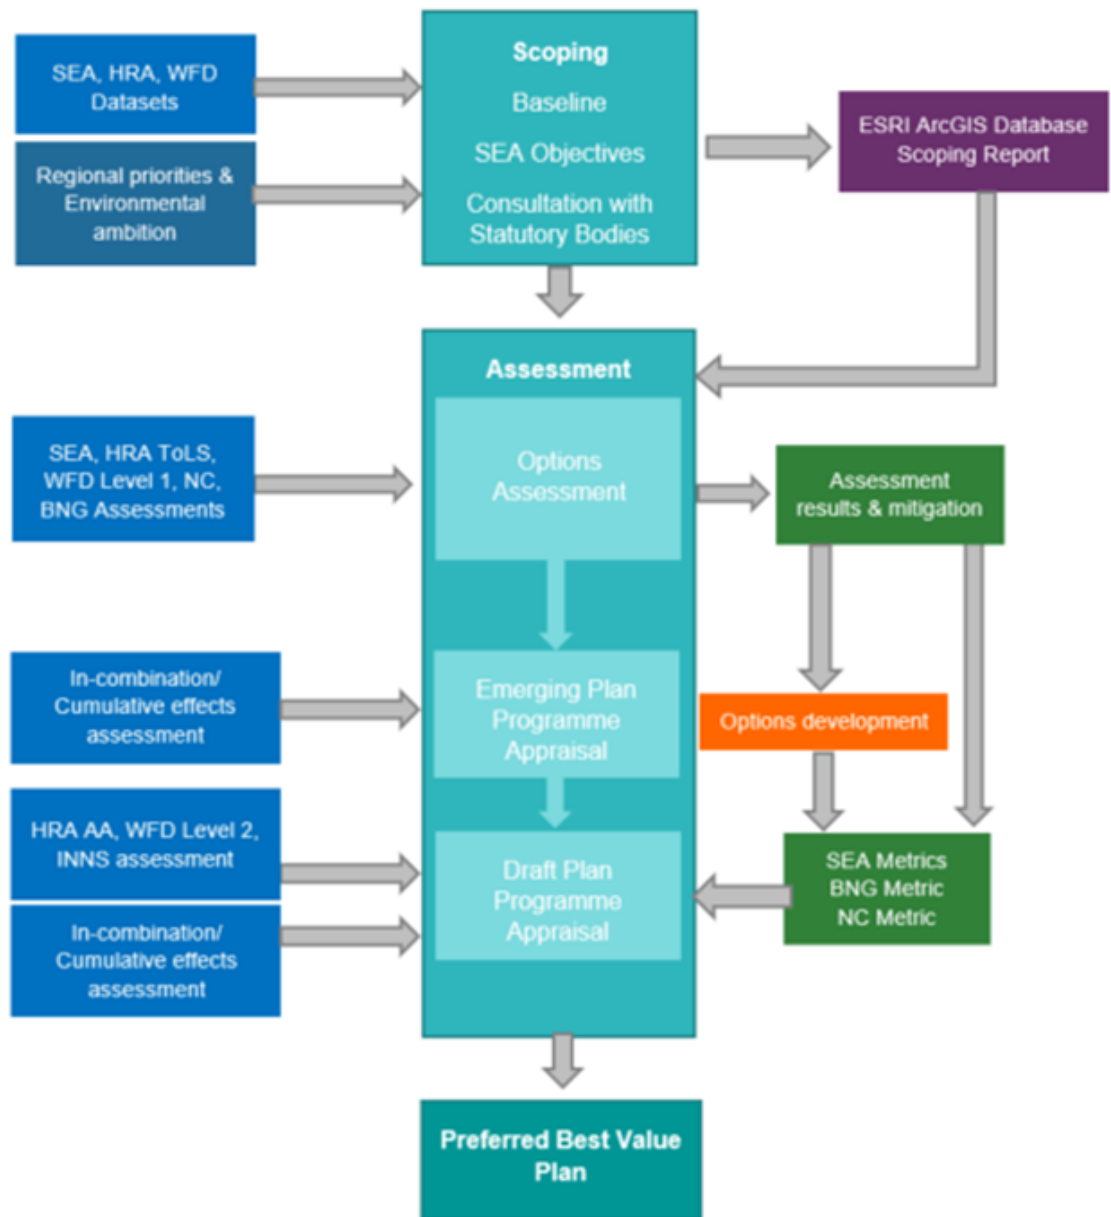 SEA, HRA, WFD
Datasets
Regional priorities &
Environmental
ambition
Scoping
Baseline
SEA Objectives
Consultation with
Statutory Bodies
ESRI ArcGIS Database
Scoping Report
Assessment
SEA, HRA ToLS,
WFD Level 1, NC,
BNG Assessments
Options
Assessment
Assessment
results & mitigation
In-combination/
Cumulative effects
assessment
Emerging Plan
Programme
Appraisal
Options development
HRA AA, WFD Level 2,
INNS assessment
In-combination/
Cumulative effects
assessment
Draft Plan
Programme
Appraisal
SEA Metrics
BNG Metric
NC Metric
Preferred Best Value
Plan